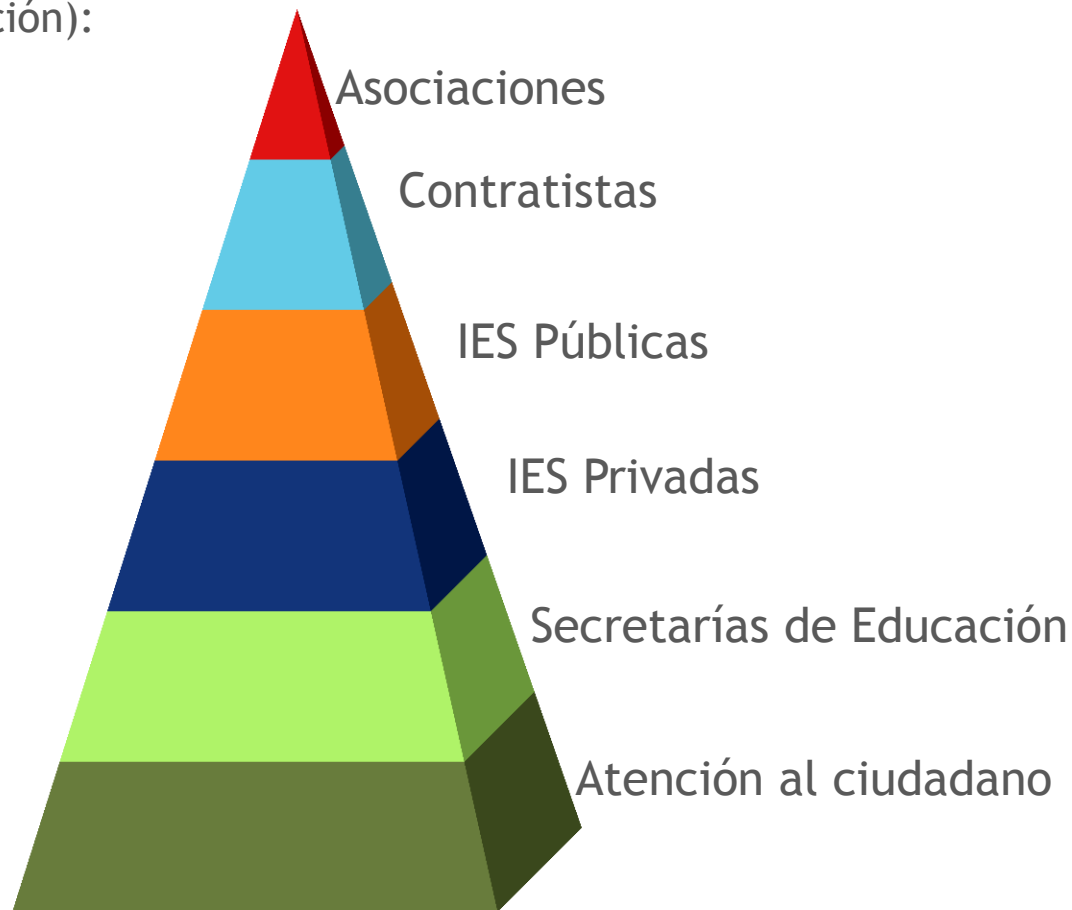 ción):
Asociaciones
Contratistas
IES Públicas
IES Privadas
Secretarías de Educación
Atención al ciudadano